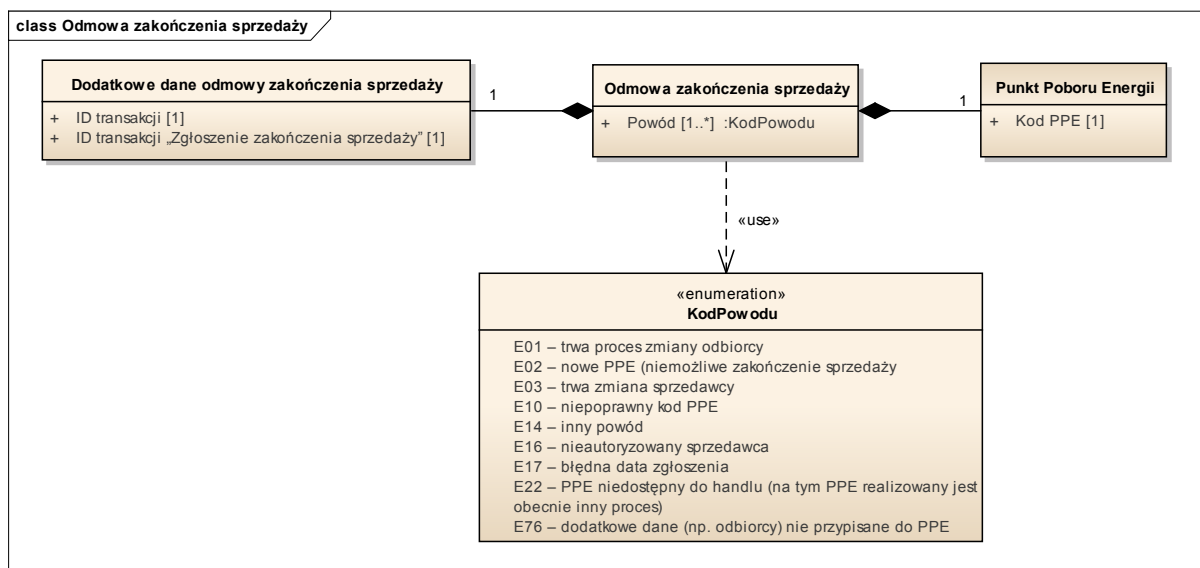 class Odmowa zakończenia sprzedaży
Dodatkowe dane odmowy zakończenia sprzedaży
+ ID transakcji [1]
+ ID transakcji „Zgłoszenie zakończenia sprzedaży” [1]
1
Odmowa zakończenia sprzedaży
+ Powód [1..*] :KodPowodu
1
Punkt Poboru Energii
+ Kod PPE [1]
«use»
«enumeration»
KodPowodu
E01 – trwa proces zmiany odbiorcy
E02 – nowe PPE (niemożliwe zakończenie sprzedaży
E03 – trwa zmiana sprzedawcy
E10 – niepoprawny kod PPE
E14 – inny powód
E16 – nieautoryzowany sprzedawca
E17 – błędna data zgłoszenia
E22 – PPE niedostępny do handlu (na tym PPE realizowany jest
obecnie inny proces)
E76 – dodatkowe dane (np. odbiorcy) nie przypisane do PPE